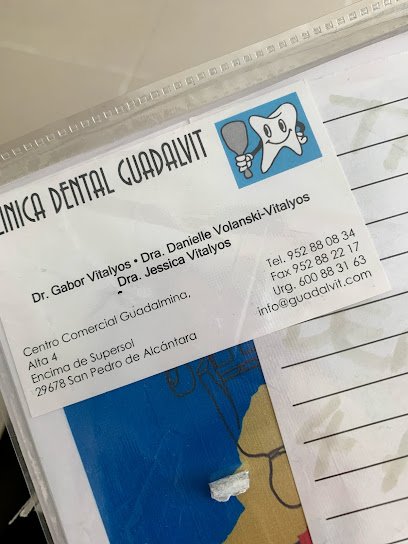 CLINICA DENTAL GUADALVIT
Dr. Gabor Vitalyos • Dra. Danielle Volanski-Vitalyos
Dra. Jessica Vitalyos
Centro Comercial Guadalmina,
Alta 4
Encima de Supersol
29678 San Pedro de Alcántara
Tel. 952 88 08 34
Fax 952 88 22 17
Urg. 600 88 31 63
info@guadalvit.com